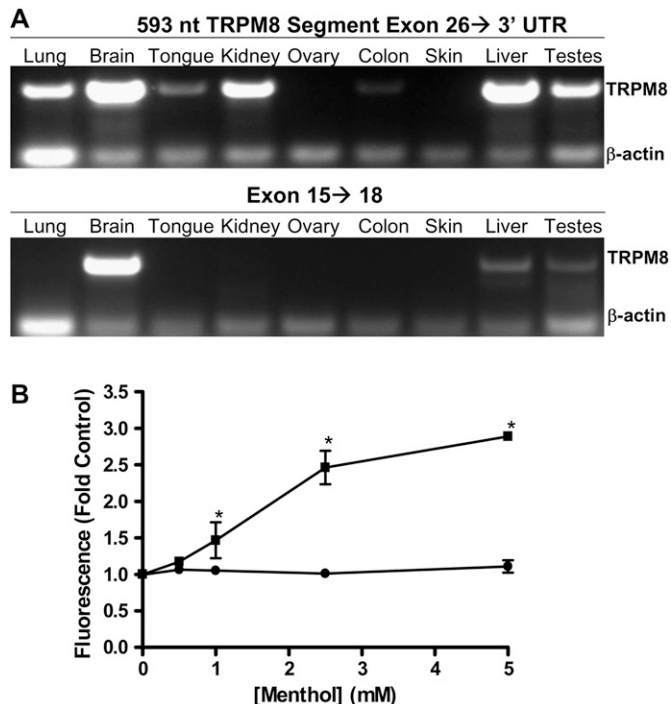 A
593 nt TRPM8 Segment Exon 26→ 3' UTR
Lung Brain Tongue Kidney Ovary Colon Skin Liver Testes
TRPM8
β-actin
Exon 15→ 18
Lung Brain Tongue Kidney Ovary Colon Skin Liver Testes
TRPM8
β-actin
B
Fluorescence (Fold Control)
3.5
3.0
2.5
2.0
1.5
1.0
0.5
0.0
* * *
0 1 2 3 4 5
[Menthol] (mM)